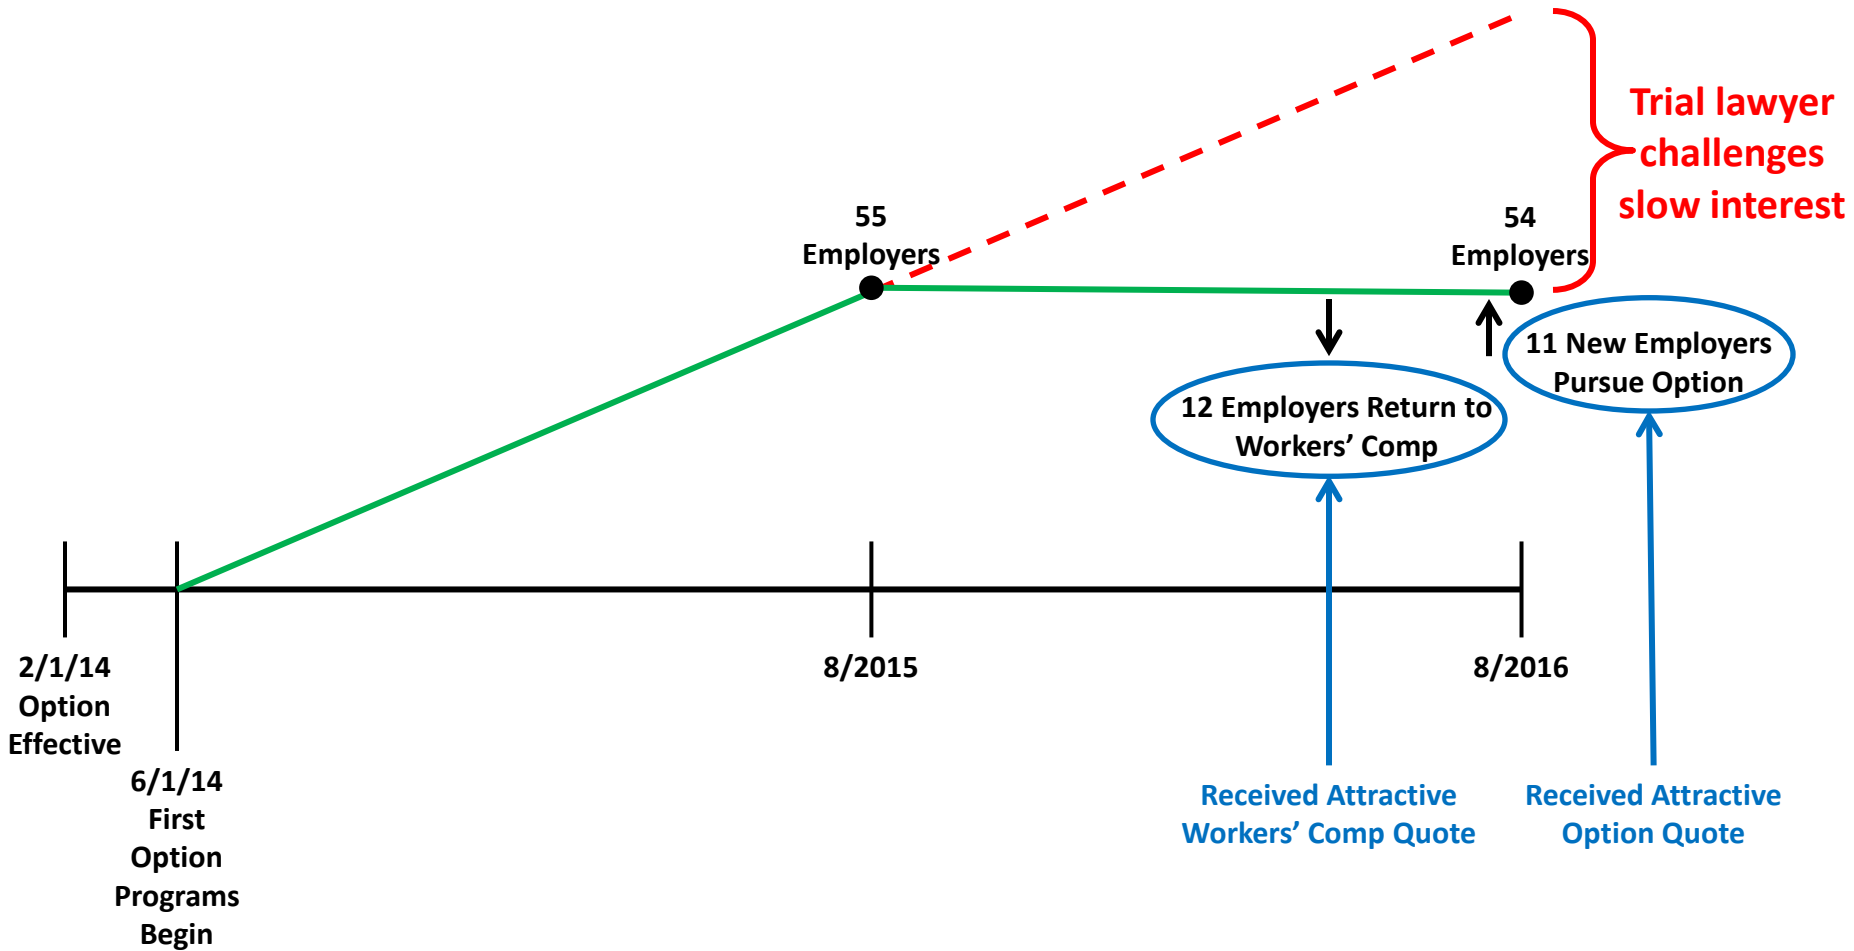 Trial lawyer
challenges
slow interest
55
Employers
54
Employers
11 New Employers
Pursue Option
12 Employers Return to
Workers’ Comp
2/1/14
Option
Effective
6/1/14
First
Option
Programs
Begin
8/2015
8/2016
Received Attractive
Workers’ Comp Quote
Received Attractive
Option Quote